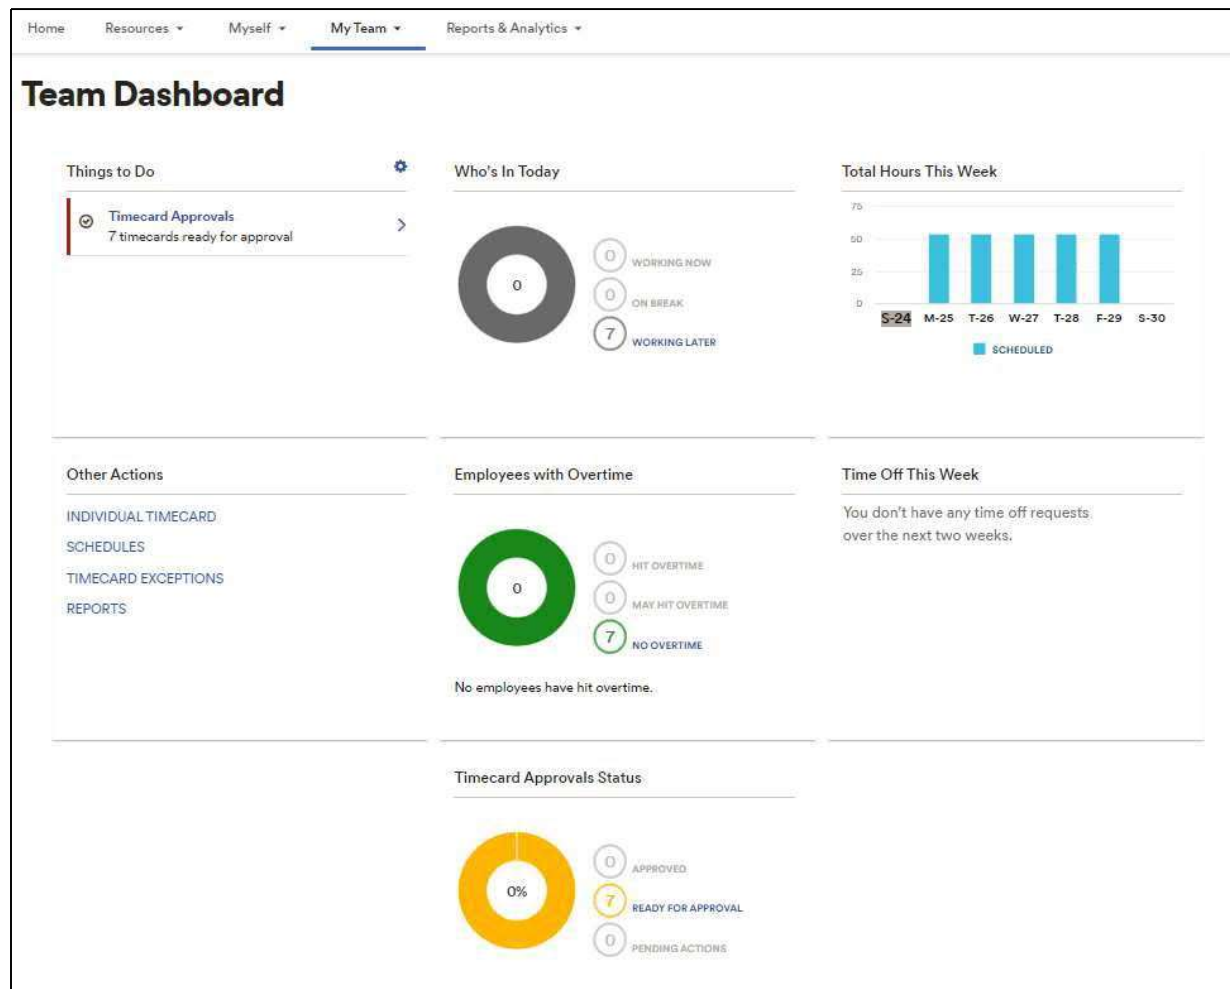 Home Resources Myself My Team Reports & Analytics
Team Dashboard
Things to Do
Timecard Approvals
7 timecards ready for approval
Who's In Today
0
0 WORKING NOW
0 ON BREAK
7 WORKING LATER
Total Hours This Week
75
50
25
0
S-24 M-25 T-26 W-27 T-28 F-29 S-30
SCHEDULED
Other Actions
INDIVIDUAL TIMECARD
SCHEDULES
TIMECARD EXCEPTIONS
REPORTS
Employees with Overtime
0
0 HIT OVERTIME
0 MAY HIT OVERTIME
7 NO OVERTIME
No employees have hit overtime.
Time Off This Week
You don't have any time off requests
over the next two weeks.
Timecard Approvals Status
0%
0 APPROVED
7 READY FOR APPROVAL
0 PENDING ACTIONS